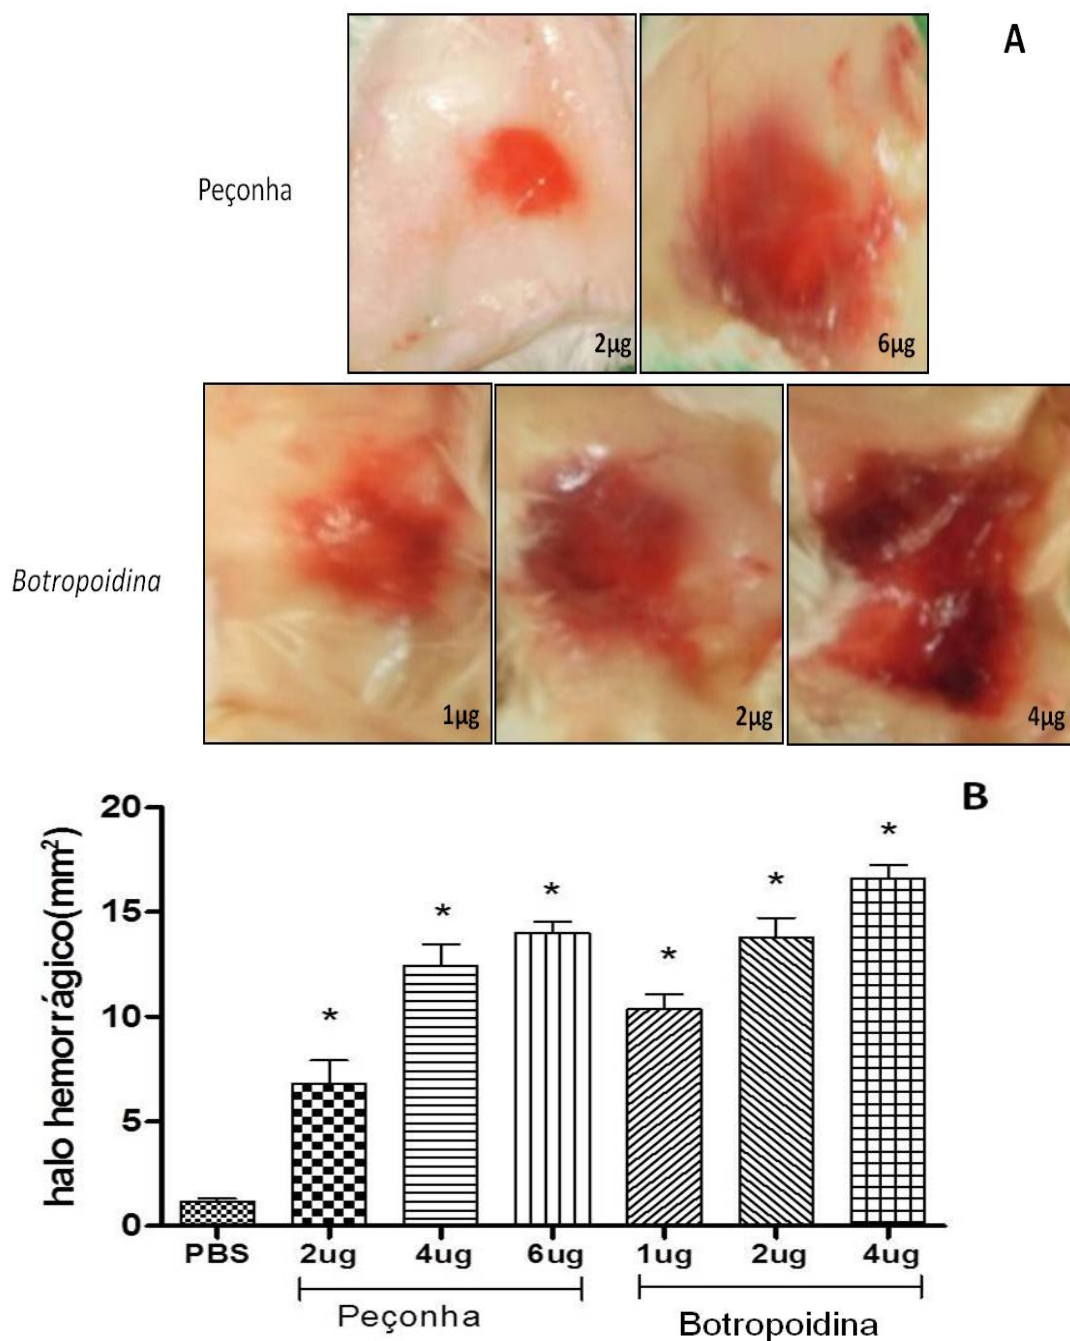 A
Peçonha
2µg
6µg
Botropoidina
1µg
2µg
4µg
B
halo hemorrágico(mm²)
20
15
10
5
0
* * * * * *
PBS 2ug 4ug 6ug 1ug 2ug 4ug
Peçonha Botropoidina